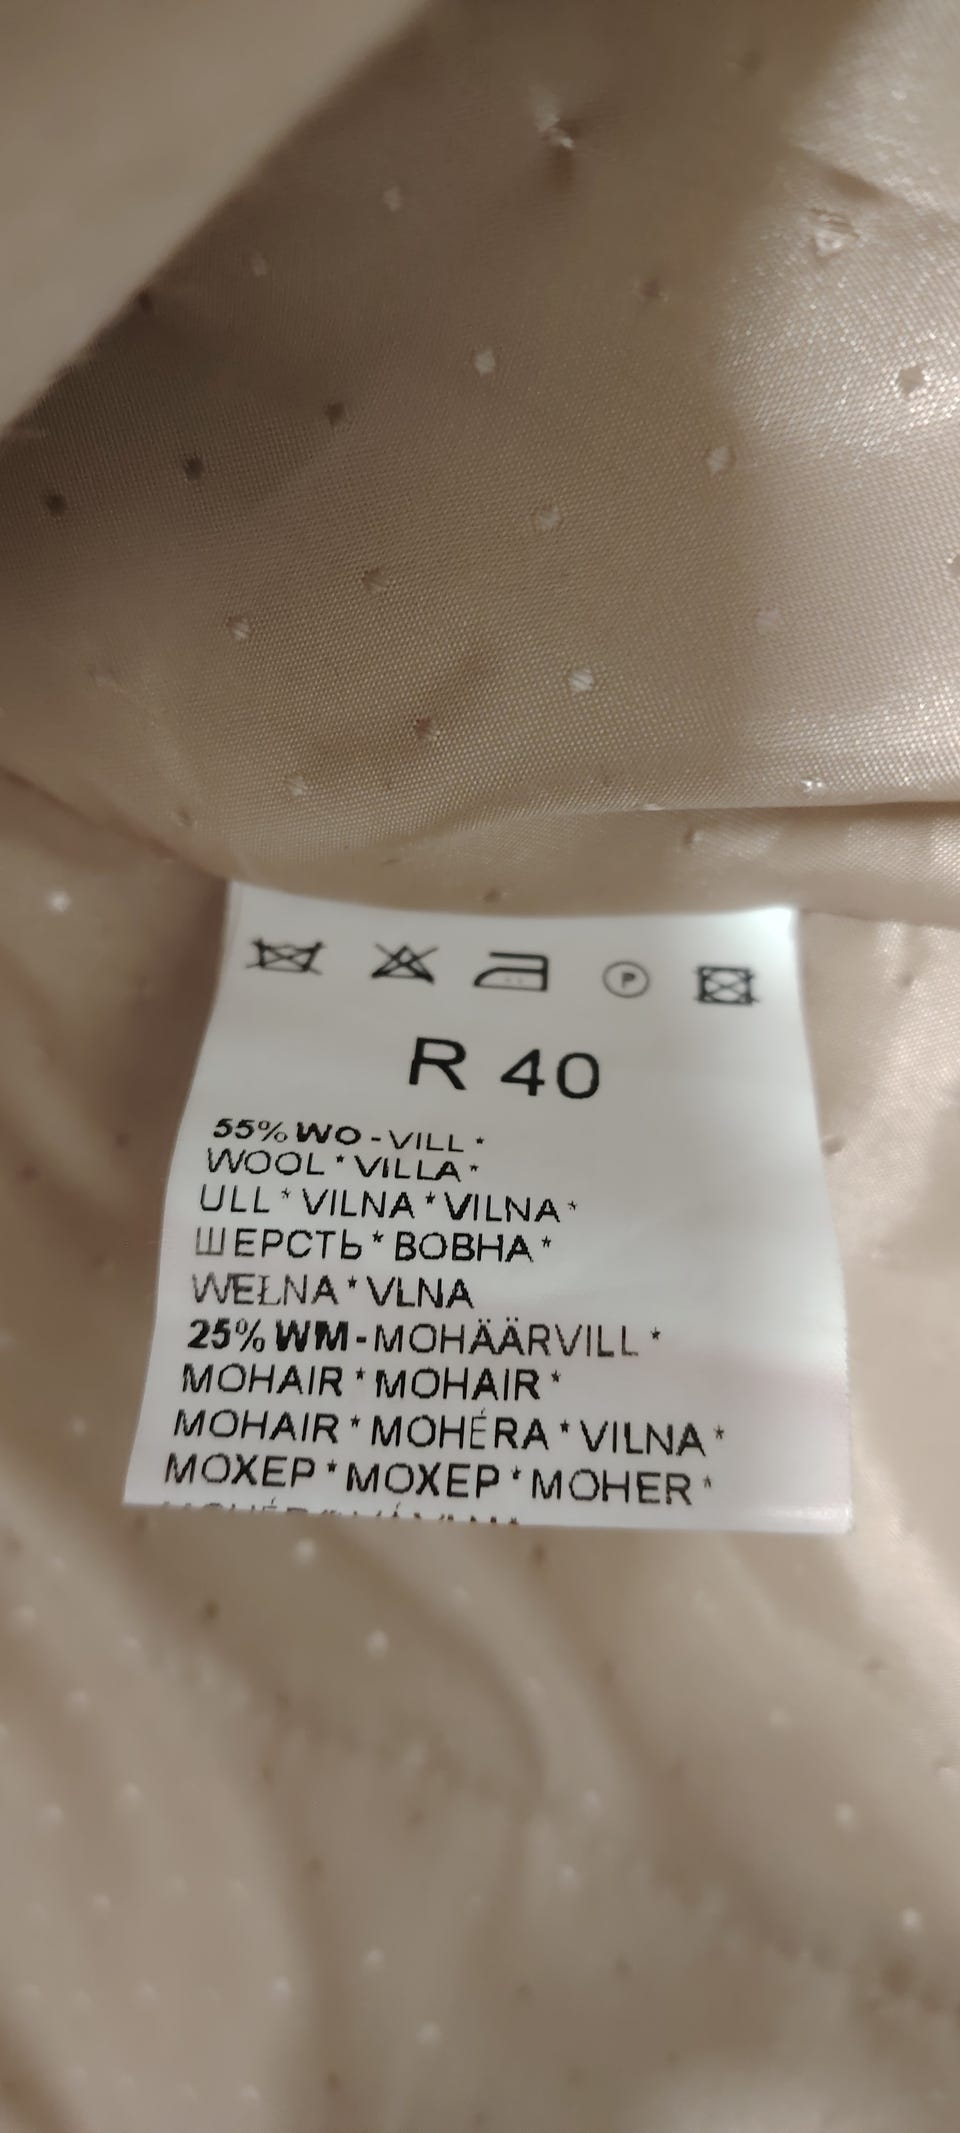 P
R 40
55% WO - VILL *
WOOL * VILLA *
ULL * VILNA * VILNA *
ШЕРСТЬ * ВОВНА *
WEŁNA * VLNA
25% WM - MOHÄÄRVILL *
MOHAIR * MOHAIR *
MOHAIR * MOHÉRA * VILNA *
МОХЕР * МОХЕР * MOHER *